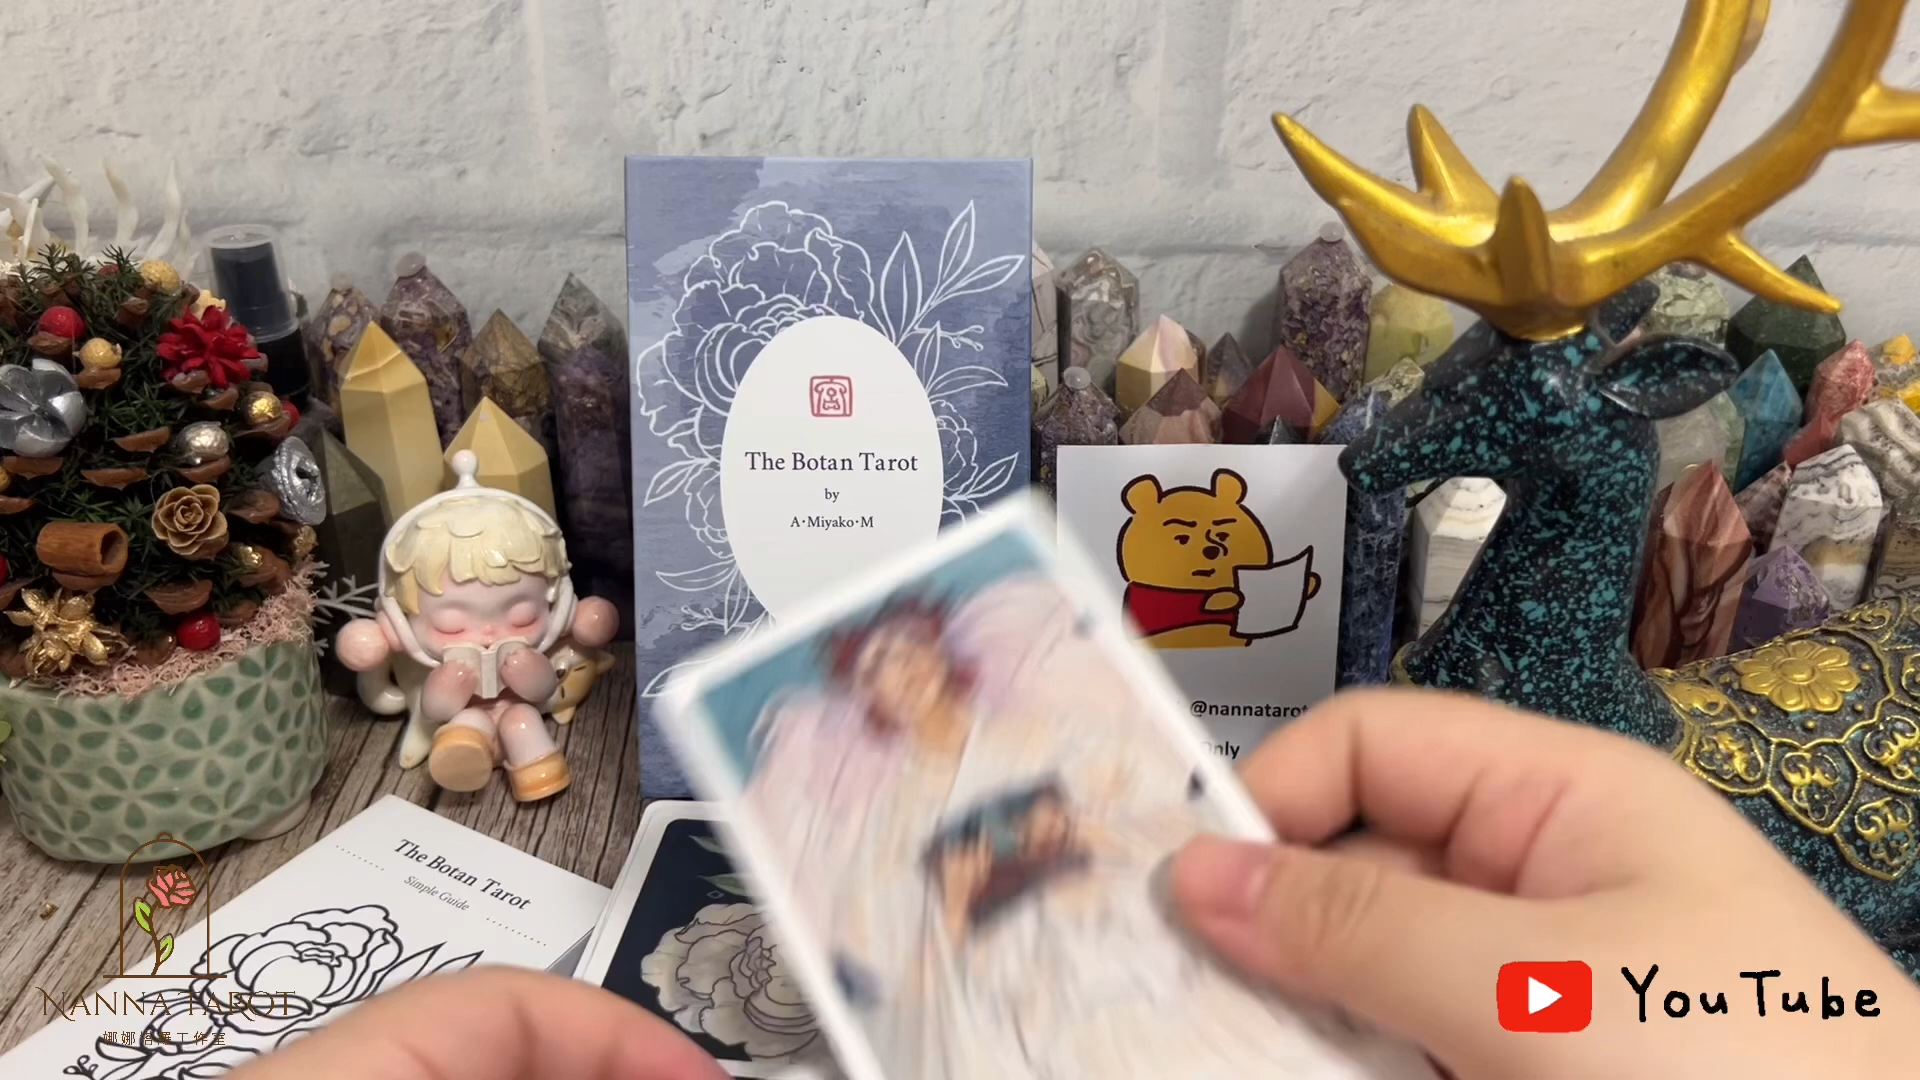 The Botan Tarot
by
A·Miyako·M
@nannatarot
Only
The Botan Tarot
Simple Guide
NANNA TAROT
娜娜塔羅工作室
YouTube